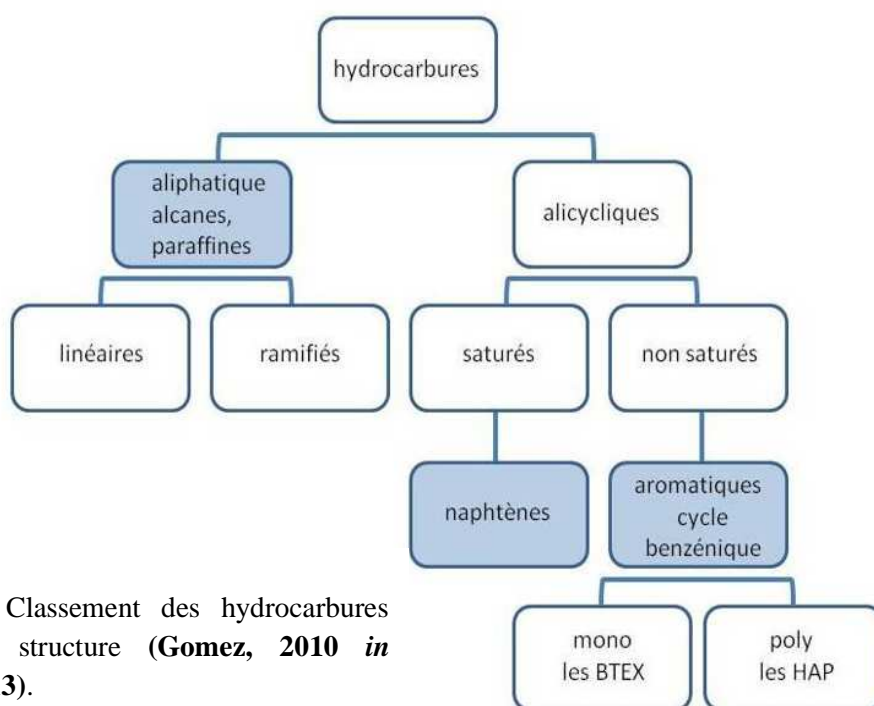 hydrocarbures
aliphatique
alcanes,
paraffines
alicycliques
linéaires
ramifiés
saturés
non saturés
naphtènes
aromatiques
cycle
benzénique
mono
les BTEX
poly
les HAP
Classement des hydrocarbures
structure (Gomez, 2010 in
3).